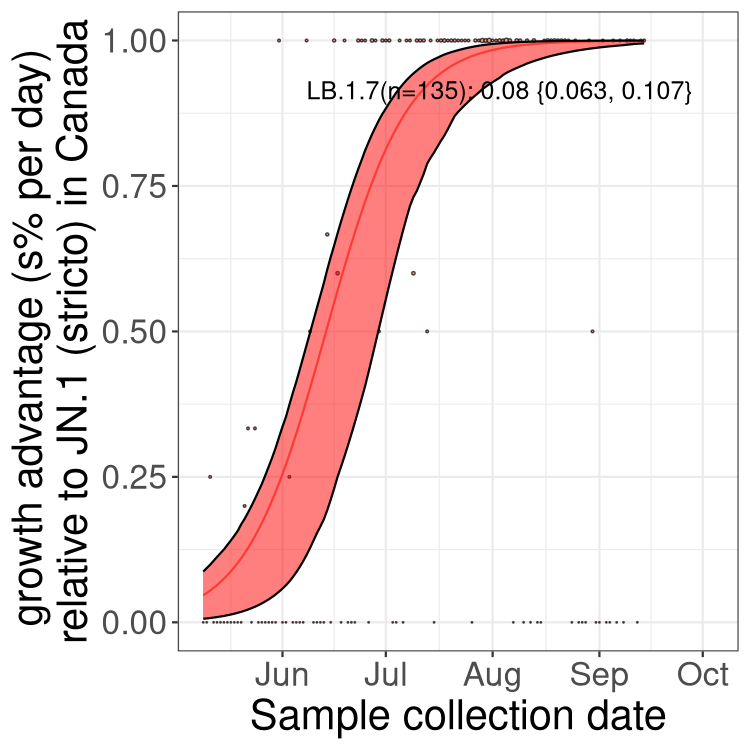 growth advantage (s% per day)
relative to JN.1 (stricto) in Canada
1.00
0.75
0.50
0.25
0.00
LB.1.7(n=135): 0.08 {0.063, 0.107}
Jun Jul Aug Sep Oct
Sample collection date